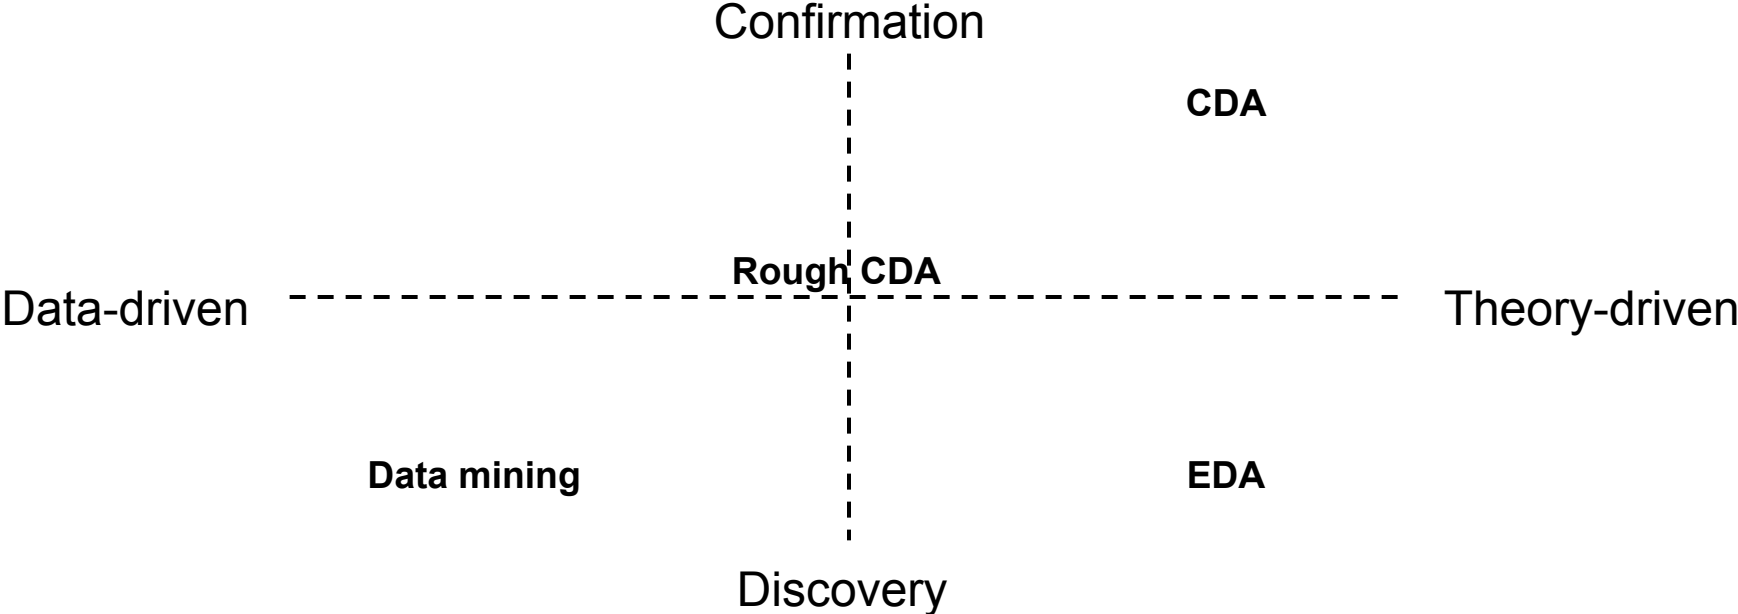 Confirmation
CDA
Rough CDA
Data-driven
Theory-driven
Data mining
EDA
Discovery